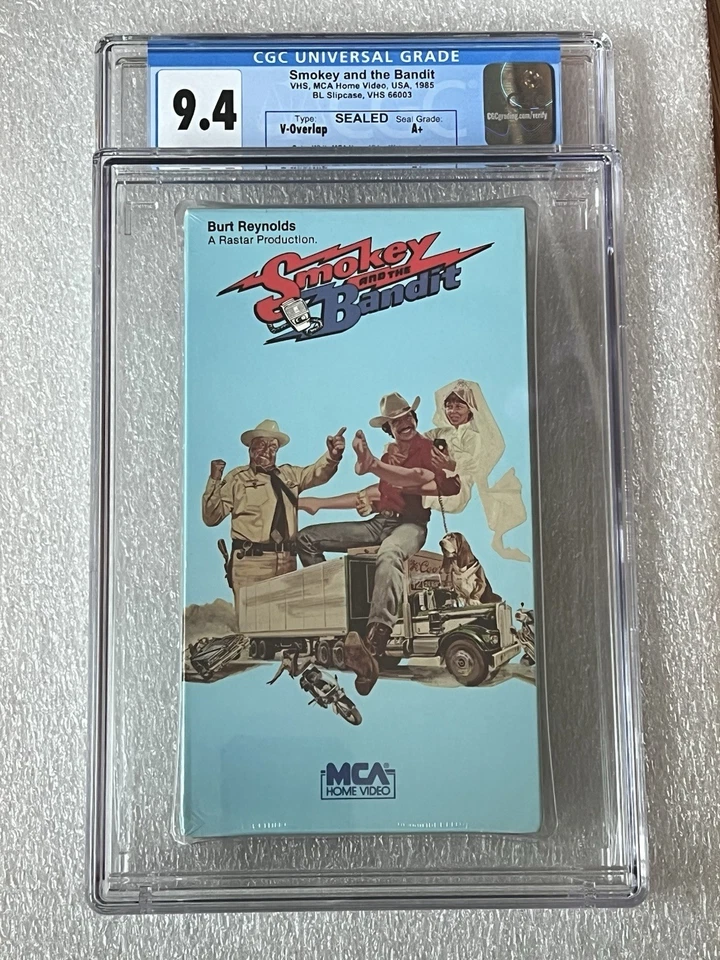 CGC UNIVERSAL GRADE
9.4
Smokey and the Bandit
VHS, MCA Home Video, USA, 1985
BL Slipcase, VHS 66003
Type: SEALED Seal Grade:
V-Overlap A+
CGCgrading.com/verify
Burt Reynolds
A Rastar Production.
Smokey
AND THE
Bandit
MCA®
HOME VIDEO